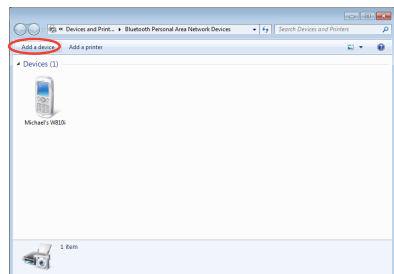 « Devices and Print... ▸ Bluetooth Personal Area Network Devices
Search Devices and Printers
Add a device Add a printer
Devices (1)
Michael's W810i
1 item